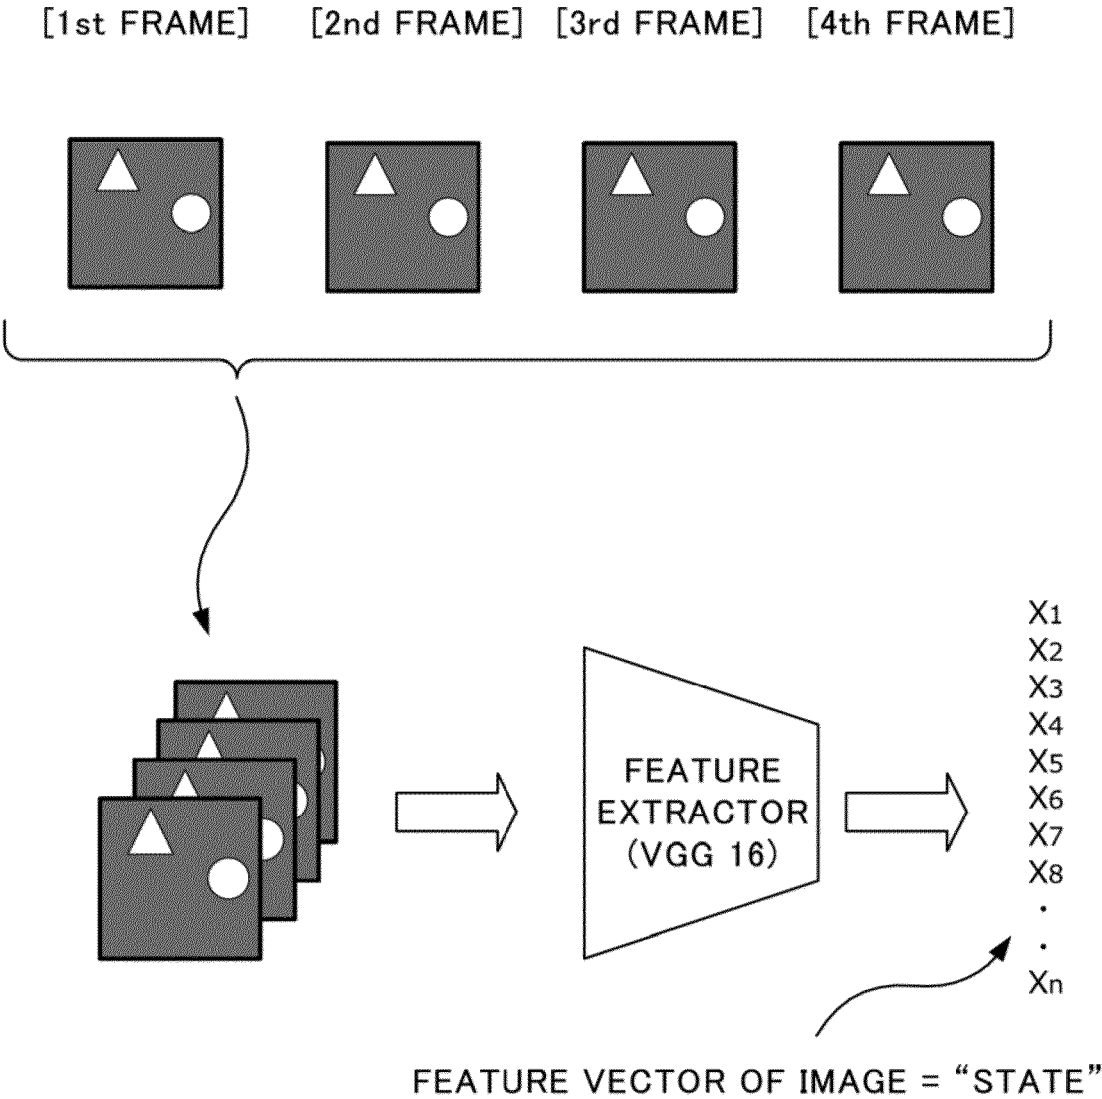 [1st FRAME] [2nd FRAME] [3rd FRAME] [4th FRAME]
FEATURE
EXTRACTOR
(VGG 16)
X1
X2
X3
X4
X5
X6
X7
X8
.
.
Xn
FEATURE VECTOR OF IMAGE = “STATE”